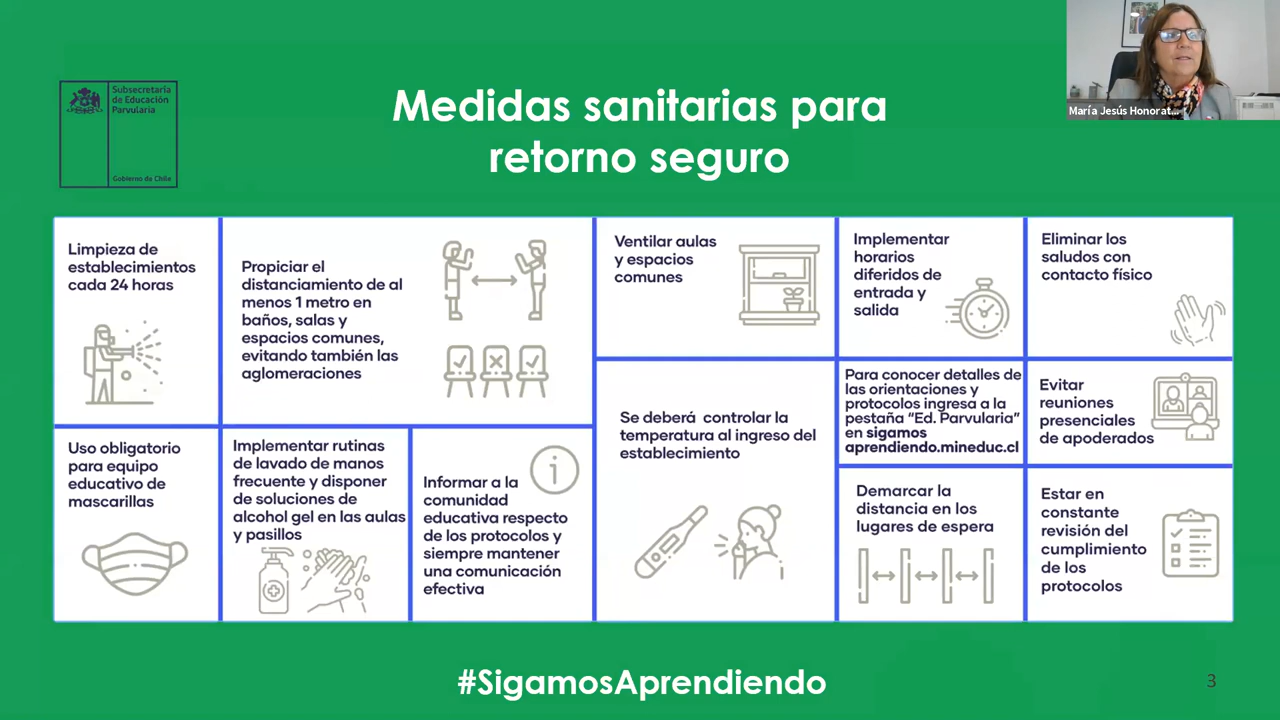 María Jesús Honorat...
Subsecretaría
de Educación
Parvularia
Gobierno de Chile
Medidas sanitarias para
retorno seguro
Limpieza de
establecimientos
cada 24 horas
Propiciar el
distanciamiento de al
menos 1 metro en
baños, salas y
espacios comunes,
evitando también las
aglomeraciones
Ventilar aulas
y espacios
comunes
Implementar
horarios
diferidos de
entrada y
salida
Eliminar los
saludos con
contacto físico
Para conocer detalles de
las orientaciones y
protocolos ingresa a la
pestaña “Ed. Parvularia”
en sigamos
aprendiendo.mineduc.cl
Evitar
reuniones
presenciales
de apoderados
Uso obligatorio
para equipo
educativo de
mascarillas
Implementar rutinas
de lavado de manos
frecuente y disponer
de soluciones de
alcohol gel en las aulas
y pasillos
Informar a la
comunidad
educativa respecto
de los protocolos y
siempre mantener
una comunicación
efectiva
Se deberá controlar la
temperatura al ingreso del
establecimiento
Demarcar la
distancia en los
lugares de espera
Estar en
constante
revisión del
cumplimiento
de los
protocolos
#SigamosAprendiendo
3